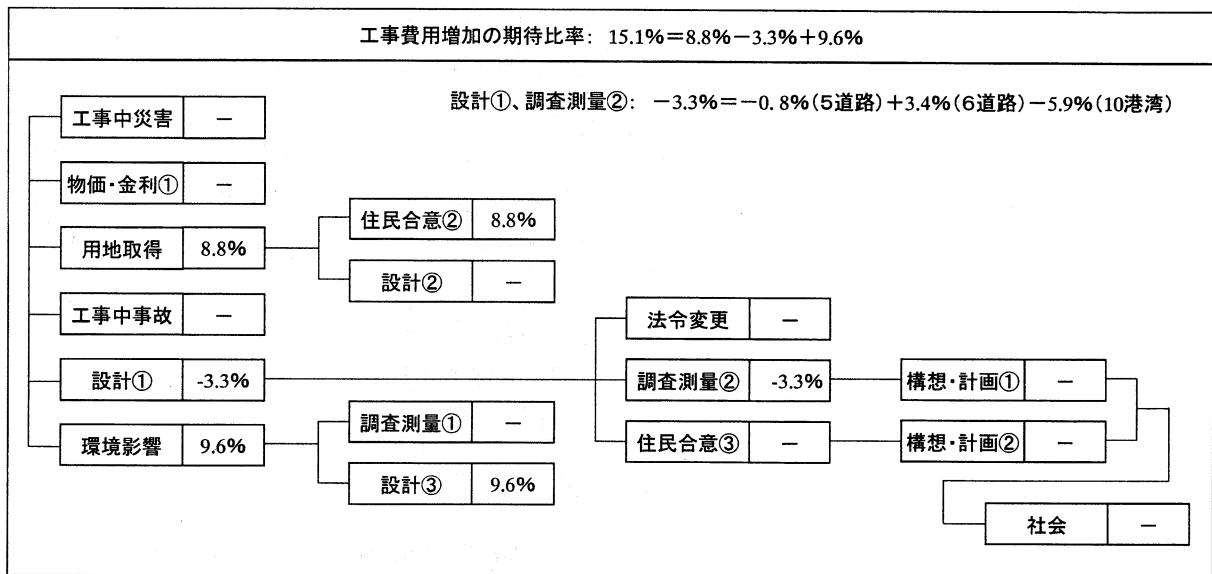 工事費用増加の期待比率: 15.1%=8.8%−3.3%+9.6%
設計①、調査測量②: −3.3%=−0.8%(5道路)+3.4%(6道路)−5.9%(10港湾)
工事中災害 −
物価・金利① −
住民合意② 8.8%
用地取得 8.8%
設計② −
工事中事故 − 法令変更 −
設計① -3.3% 調査測量② -3.3% 構想・計画① −
調査測量① − 住民合意③ − 構想・計画② −
環境影響 9.6%
設計③ 9.6%
社会 −